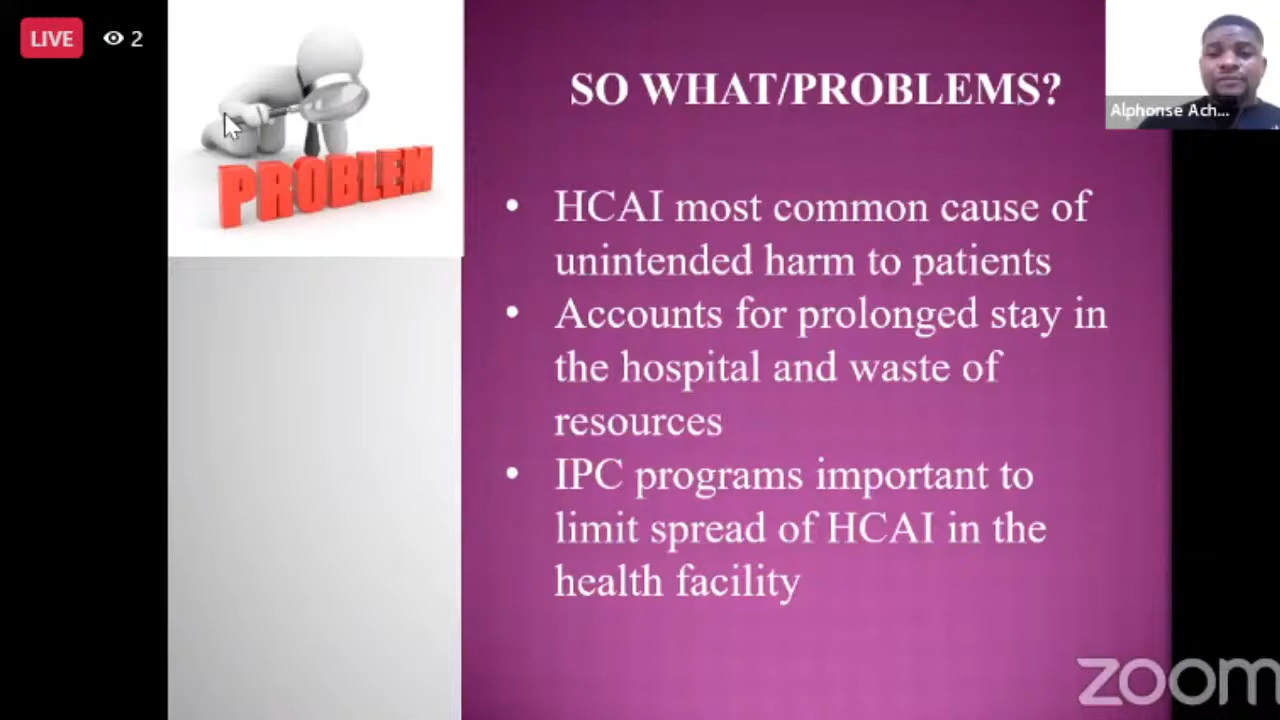 LIVE
2
SO WHAT/PROBLEMS?
Alphonse Ach...
PROBLEM
• HCAI most common cause of
unintended harm to patients
• Accounts for prolonged stay in
the hospital and waste of
resources
• IPC programs important to
limit spread of HCAI in the
health facility
zoom